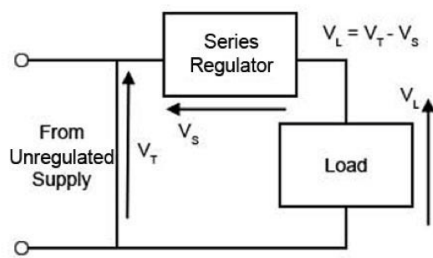 Series
Regulator
V_L = V_T - V_S
V_S
V_L
From
Unregulated
Supply
V_T
Load